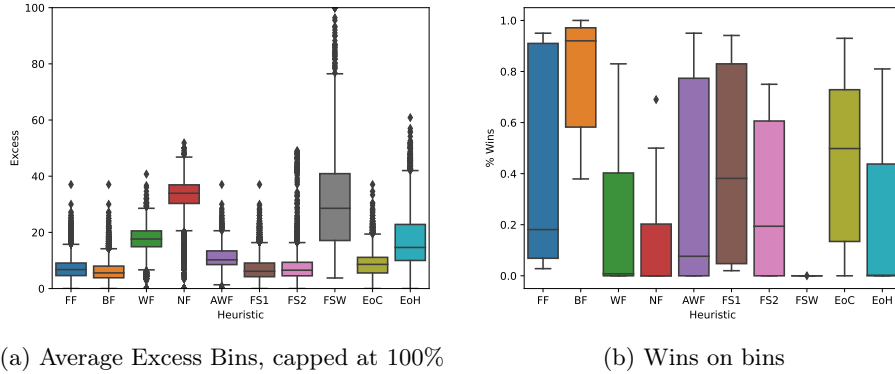 100
80
60
40
20
0
Excess
FF BF WF NF AWF FS1 FS2 FSW EoC EoH
Heuristic
(a) Average Excess Bins, capped at 100%
1.0
0.8
0.6
0.4
0.2
0.0
% Wins
FF BF WF NF AWF FS1 FS2 FSW EoC EoH
Heuristic
(b) Wins on bins